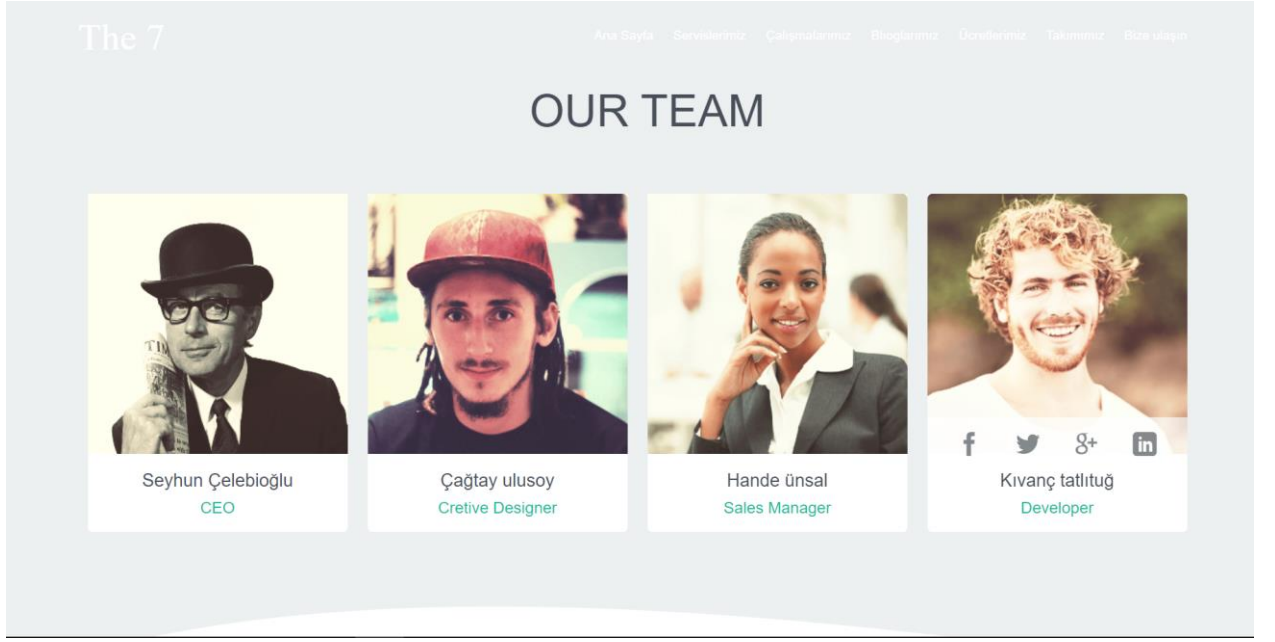 The 7
Ana Sayfa Servislerimiz Çalışmalarımız Bloglarımız Ücretlerimiz Takımımız Bize ulaşın
OUR TEAM
Seyhun Çelebioğlu
CEO
Çağtay ulusoy
Cretive Designer
Hande ünsal
Sales Manager
f g+ in
Kıvanç tatlıtuğ
Developer